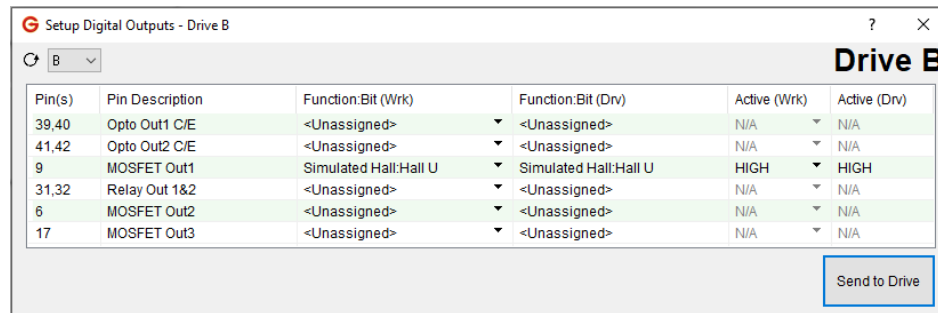 G Setup Digital Outputs - Drive B ? ×
B Drive B
Pin(s) Pin Description Function:Bit (Wrk) Function:Bit (Drv) Active (Wrk) Active (Drv)
39,40 Opto Out1 C/E <Unassigned> <Unassigned> N/A N/A
41,42 Opto Out2 C/E <Unassigned> <Unassigned> N/A N/A
9 MOSFET Out1 Simulated Hall:Hall U Simulated Hall:Hall U HIGH HIGH
31,32 Relay Out 1&2 <Unassigned> <Unassigned> N/A N/A
6 MOSFET Out2 <Unassigned> <Unassigned> N/A N/A
17 MOSFET Out3 <Unassigned> <Unassigned> N/A N/A
Send to Drive